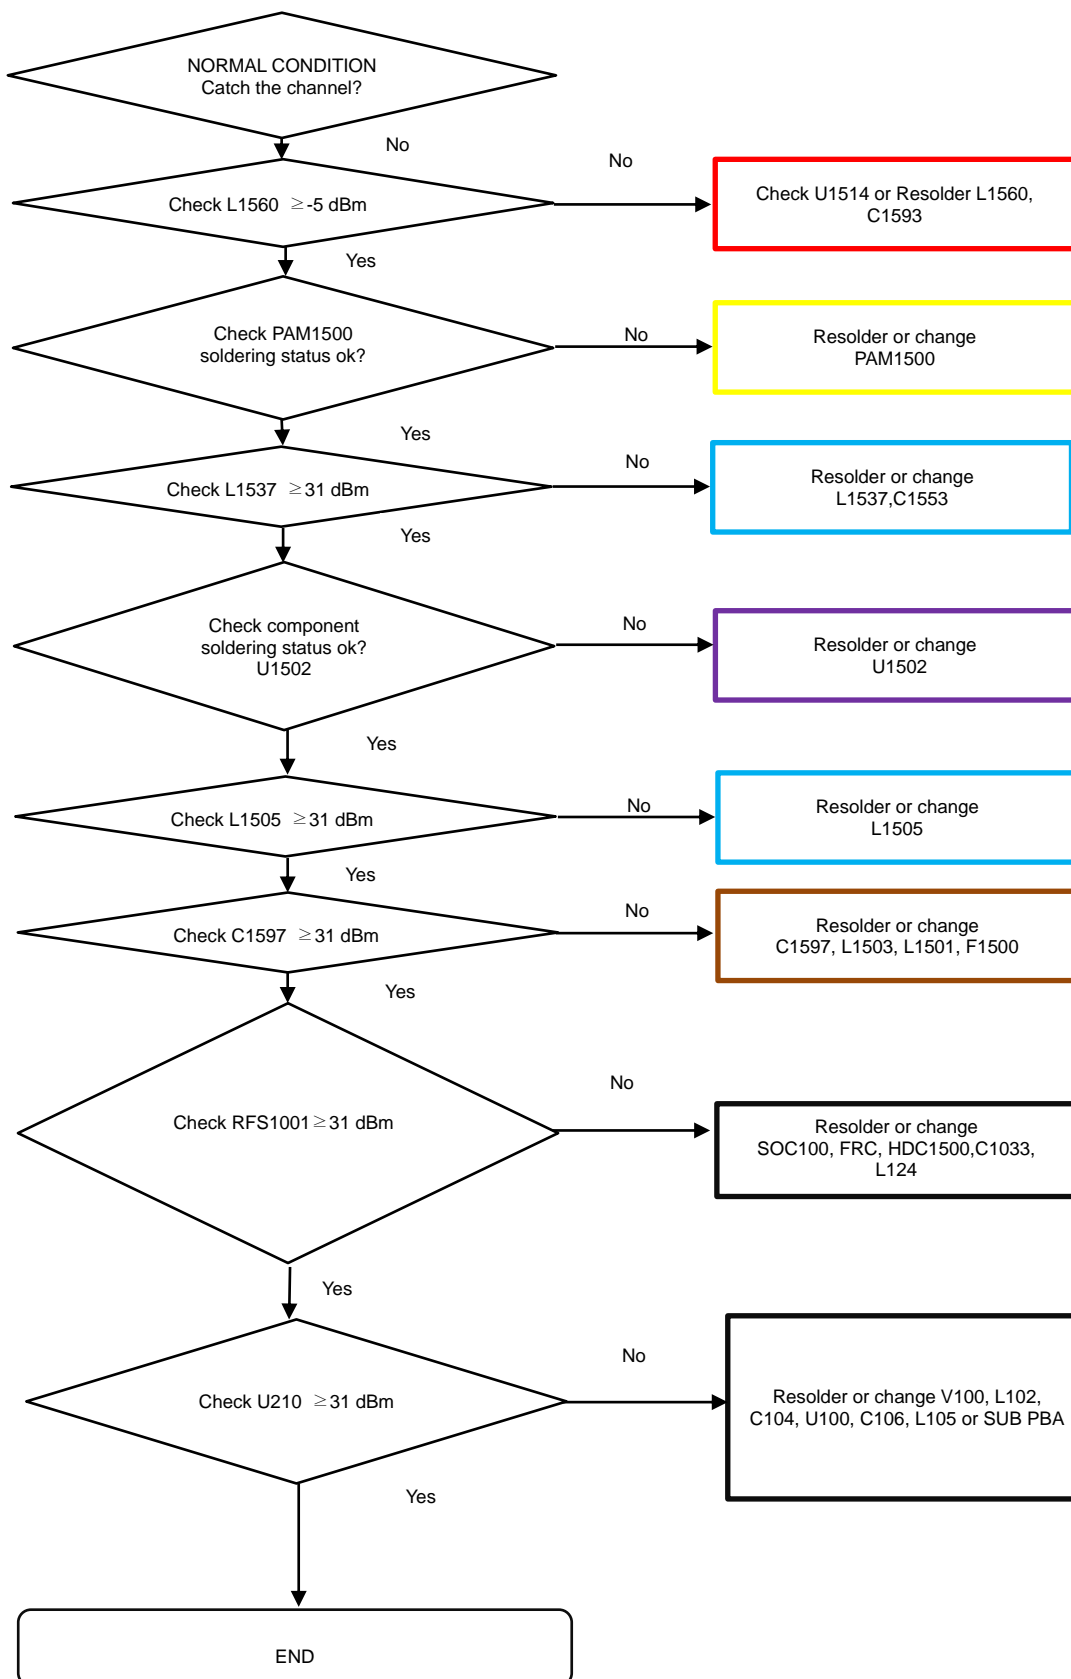 NORMAL CONDITION
Catch the channel?
No
No
Check L1560 ≥-5 dBm
Check U1514 or Resolder L1560,
C1593
Yes
Check PAM1500
soldering status ok?
No
Resolder or change
PAM1500
Yes
Check L1537 ≥31 dBm
No
Resolder or change
L1537,C1553
Yes
Check component
soldering status ok?
U1502
No
Resolder or change
U1502
Yes
Check L1505 ≥31 dBm
No
Resolder or change
L1505
Yes
Check C1597 ≥31 dBm
No
Resolder or change
C1597, L1503, L1501, F1500
Yes
Check RFS1001≥31 dBm
No
Resolder or change
SOC100, FRC, HDC1500,C1033,
L124
Yes
Check U210 ≥31 dBm
No
Resolder or change V100, L102,
C104, U100, C106, L105 or SUB PBA
Yes
END